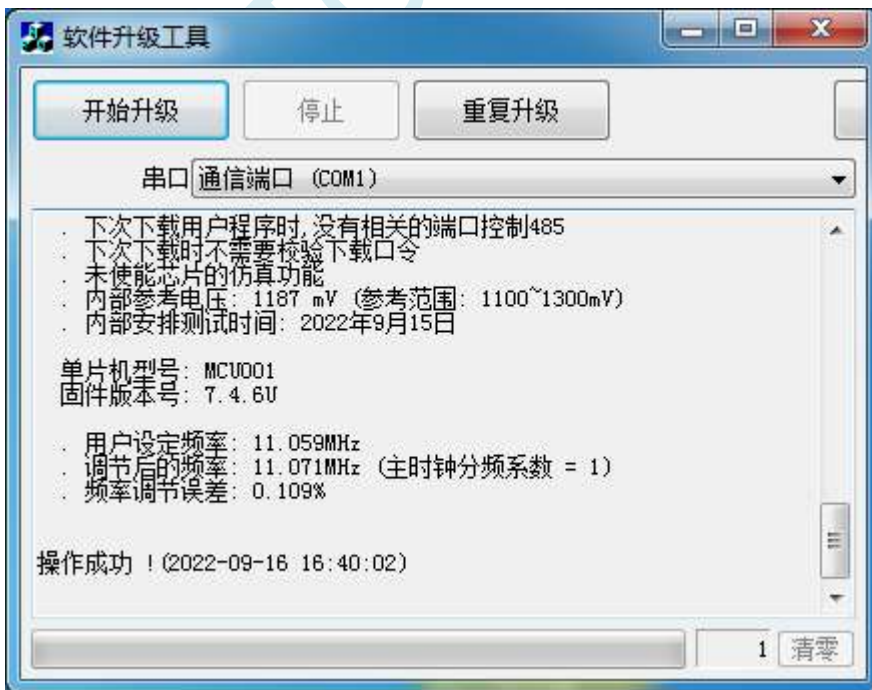 软件升级工具
开始升级
停止
重复升级
串口 通信端口 (COM1)
. 下次下载用户程序时,没有相关的端口控制485
. 下次下载时不需要校验下载口令
. 未使能芯片的仿真功能
. 内部参考电压: 1187 mV (参考范围: 1100~1300mV)
. 内部安排测试时间: 2022年9月15日
单片机型号: MCU001
固件版本号: 7.4.6U
. 用户设定频率: 11.059MHz
. 调节后的频率: 11.071MHz (主时钟分频系数 = 1)
. 频率调节误差: 0.109%
操作成功 !(2022-09-16 16:40:02)
1 清零